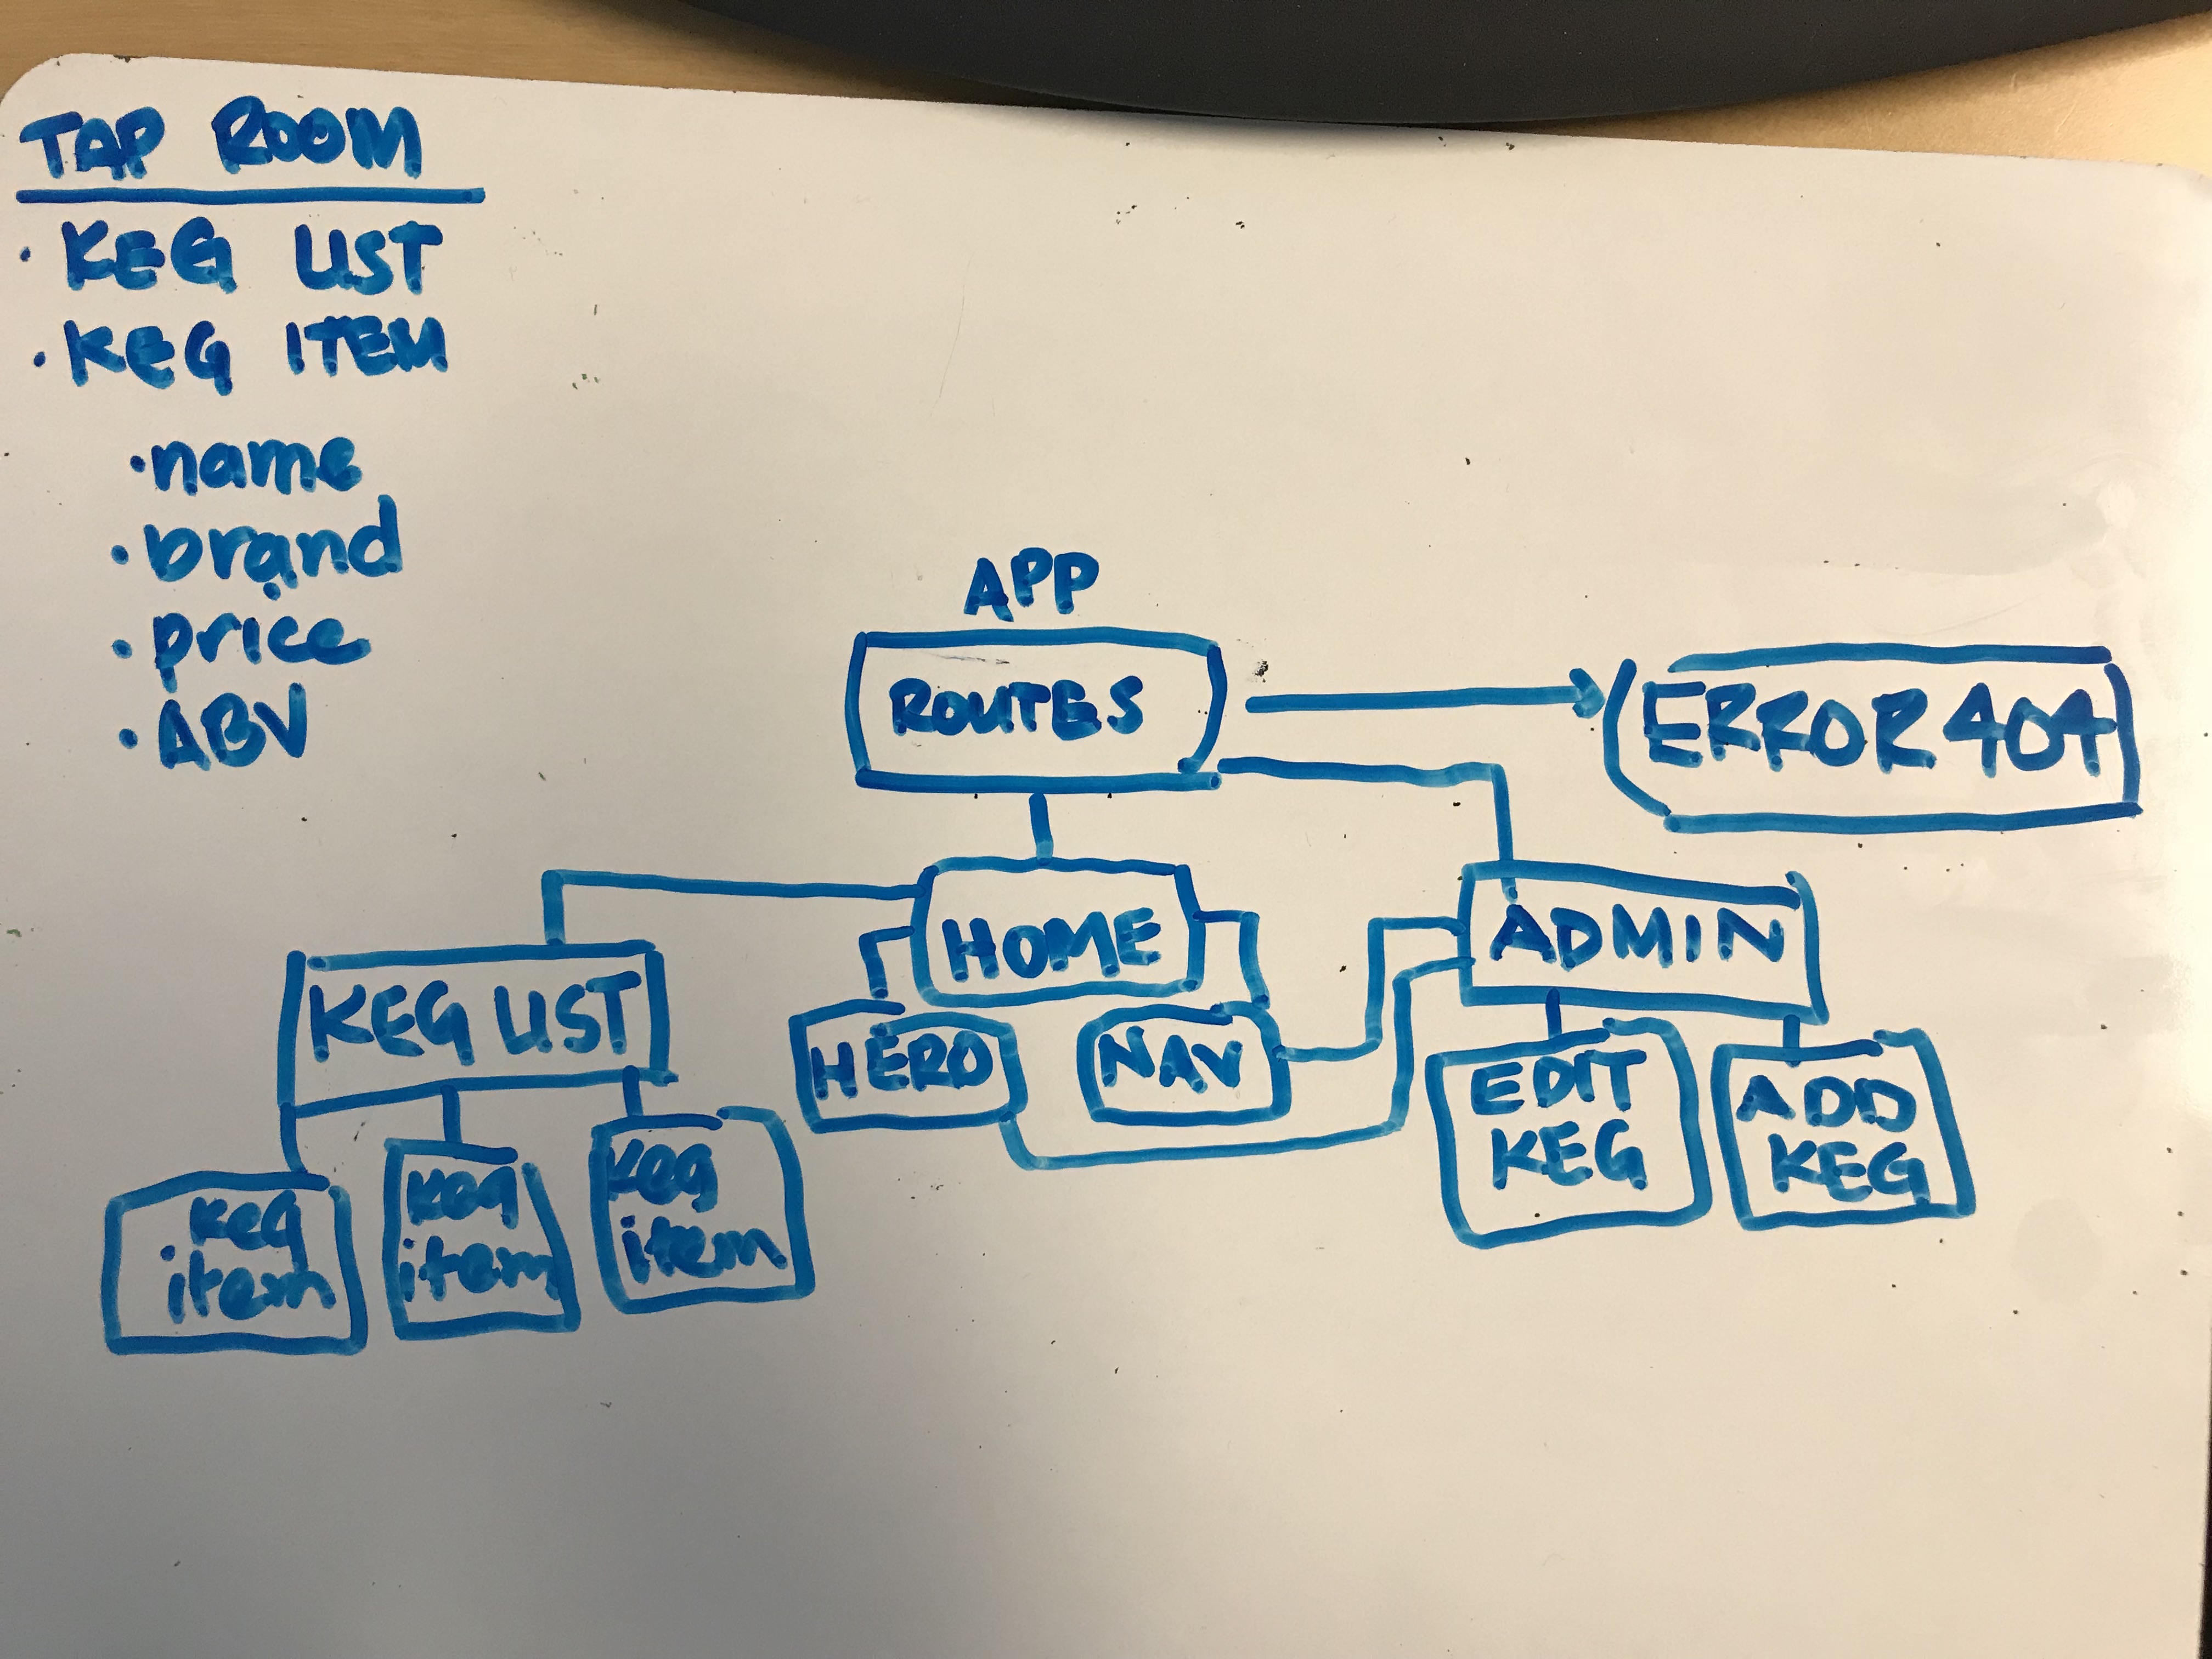 TAP ROOM
· KEG LIST
· KEG ITEM
· name
· brand
· price
· ABV
APP
ROUTES
ERROR 404
HOME
ADMIN
KEG LIST
HERO
NAV
EDIT
KEG
ADD
KEG
keg
item
keg
item
keg
item